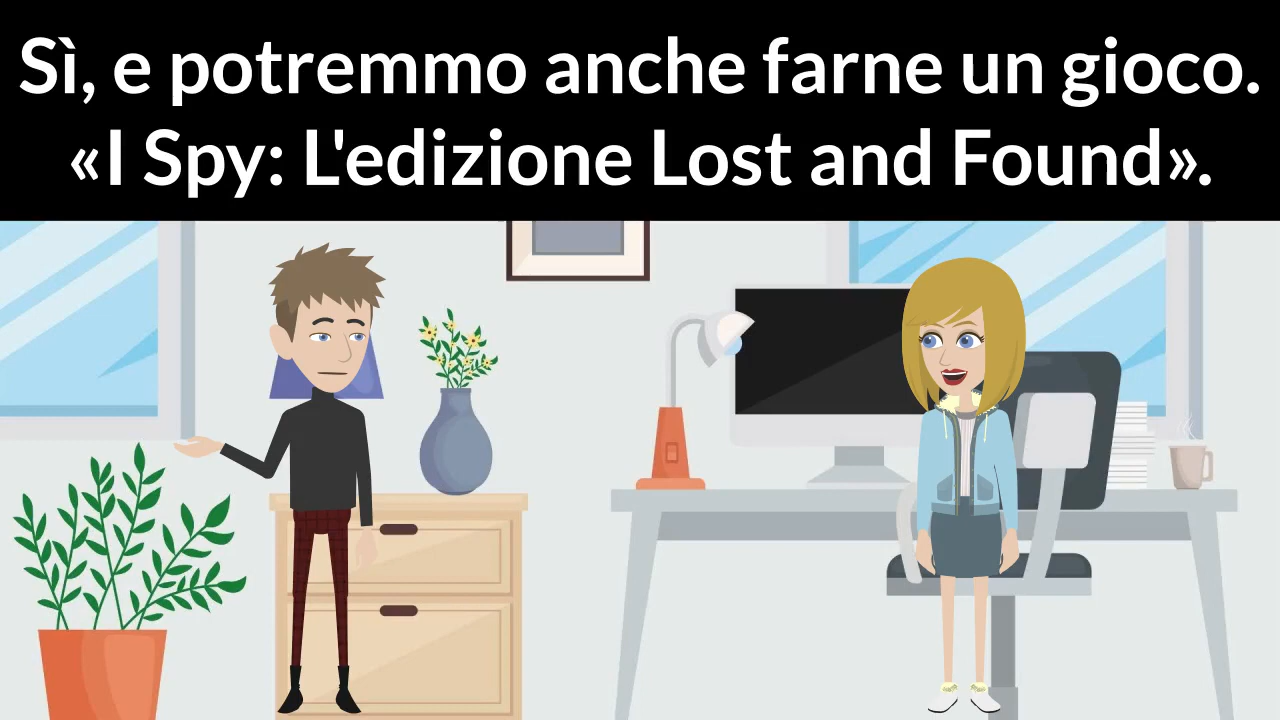 Sì, e potremmo anche farne un gioco.
«I Spy: L'edizione Lost and Found».